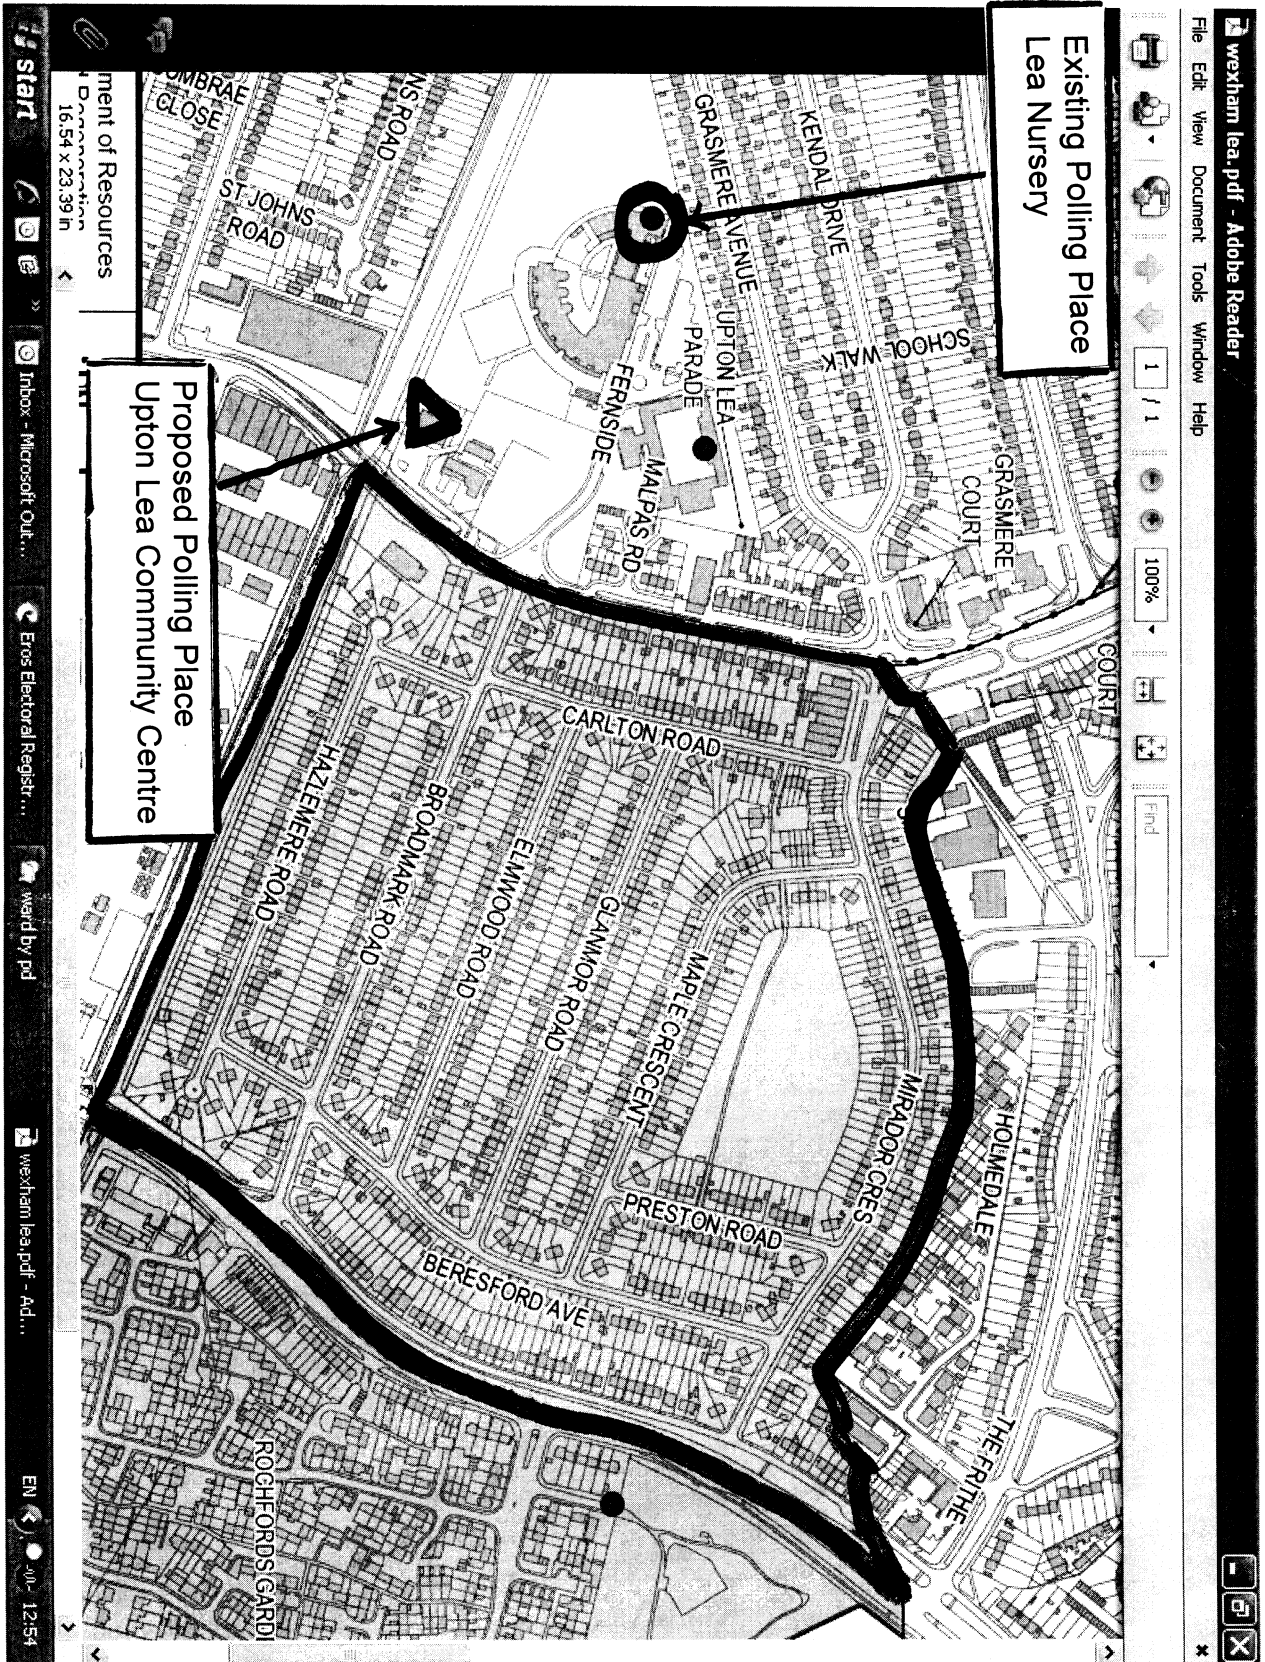 wexham lea.pdf - Adobe Reader
File Edit View Document Tools Window Help
1 / 1
100%
Find
Existing Polling Place
Lea Nursery
KENDAL DRIVE
GRASMERE AVENUE
SCHOOL WALK
UPTON LEA
PARADE
GRASMERE
COURT
COURT
FERNSIDE
MALPAS RD
NS ROAD
CLOSE
ST JOHNS
ROAD
Proposed Polling Place
Upton Lea Community Centre
CARLTON ROAD
HAZLEMERE ROAD
BROADMARK ROAD
ELMWOOD ROAD
GLANMOR ROAD
MAPLE CRESCENT
MIRADOR CRES
HOLMEDALE
PRESTON ROAD
BERESFORD AVE
THE FRITHE
ROCHFORDS GARD
ment of Resources
16.54 x 23.39 in
start
Inbox - Microsoft Out...
Eros Electoral Registr...
ward by pd
wexham lea.pdf - Ad...
EN
12:54